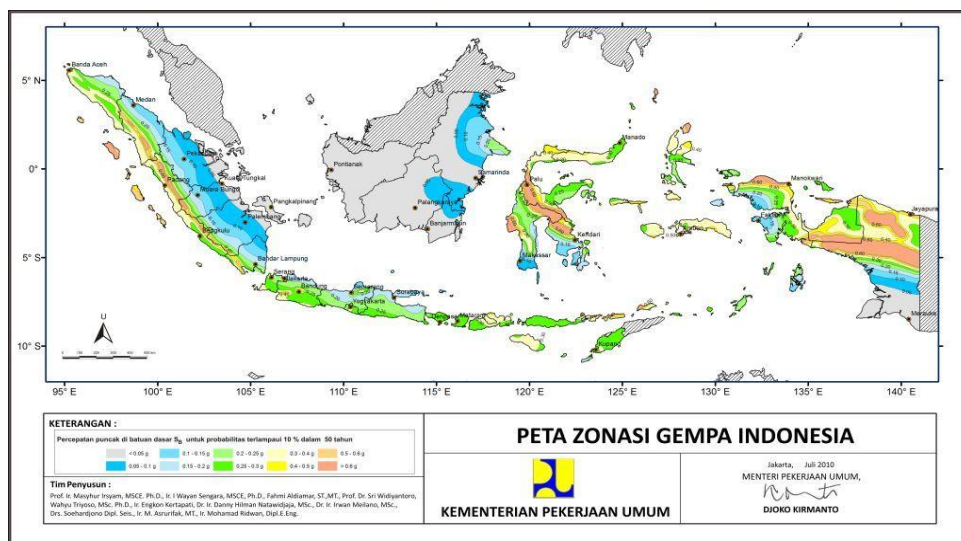 Banda Aceh
Medan
Manado
Pontianak
Samarinda
Palu
Manokwari
Padang
Muara Bungo
Pangkalpinang
Palangkaraya
Jayapura
Bengkulu
Banjarmasin
Kendari
Makassar
Bandar Lampung
Serang
Bandung
Surabaya
Yogyakarta
Mataram
Kupang
Merauke
5° N
0°
5° S
10° S
U
95° E
100° E
105° E
110° E
115° E
120° E
125° E
130° E
135° E
140° E
KETERANGAN :
Percepatan puncak di batuan dasar SB untuk probabilitas terlampaui 10 % dalam 50 tahun
< 0.05 g
0.1 - 0.15 g
0.2 - 0.25 g
0.3 - 0.4 g
0.5 - 0.6 g
0.05 - 0.1 g
0.15 - 0.2 g
0.25 - 0.3 g
0.4 - 0.5 g
> 0.6 g
Tim Penyusun :
Prof. Ir. Masyhur Irsyam, MSCE, Ph.D., Ir. I Wayan Sengara, MSCE, Ph.D., Fahmi Aldiamar, ST.,MT., Prof. Dr. Sri Widiyantoro,
Wahyu Triyoso, MSc. Ph.D., Ir. Engkon Kertapati, Dr. Ir. Danny Hilman Natawidjaja, MSc., Dr. Ir. Irwan Meilano, MSc.,
Drs. Soehardjono Dipl. Seis., Ir. M. Asrurifak, MT., Ir. Mohamad Ridwan, Dipl.E.Eng.
PETA ZONASI GEMPA INDONESIA
KEMENTERIAN PEKERJAAN UMUM
Jakarta, Juli 2010
MENTERI PEKERJAAN UMUM,
DJOKO KIRMANTO